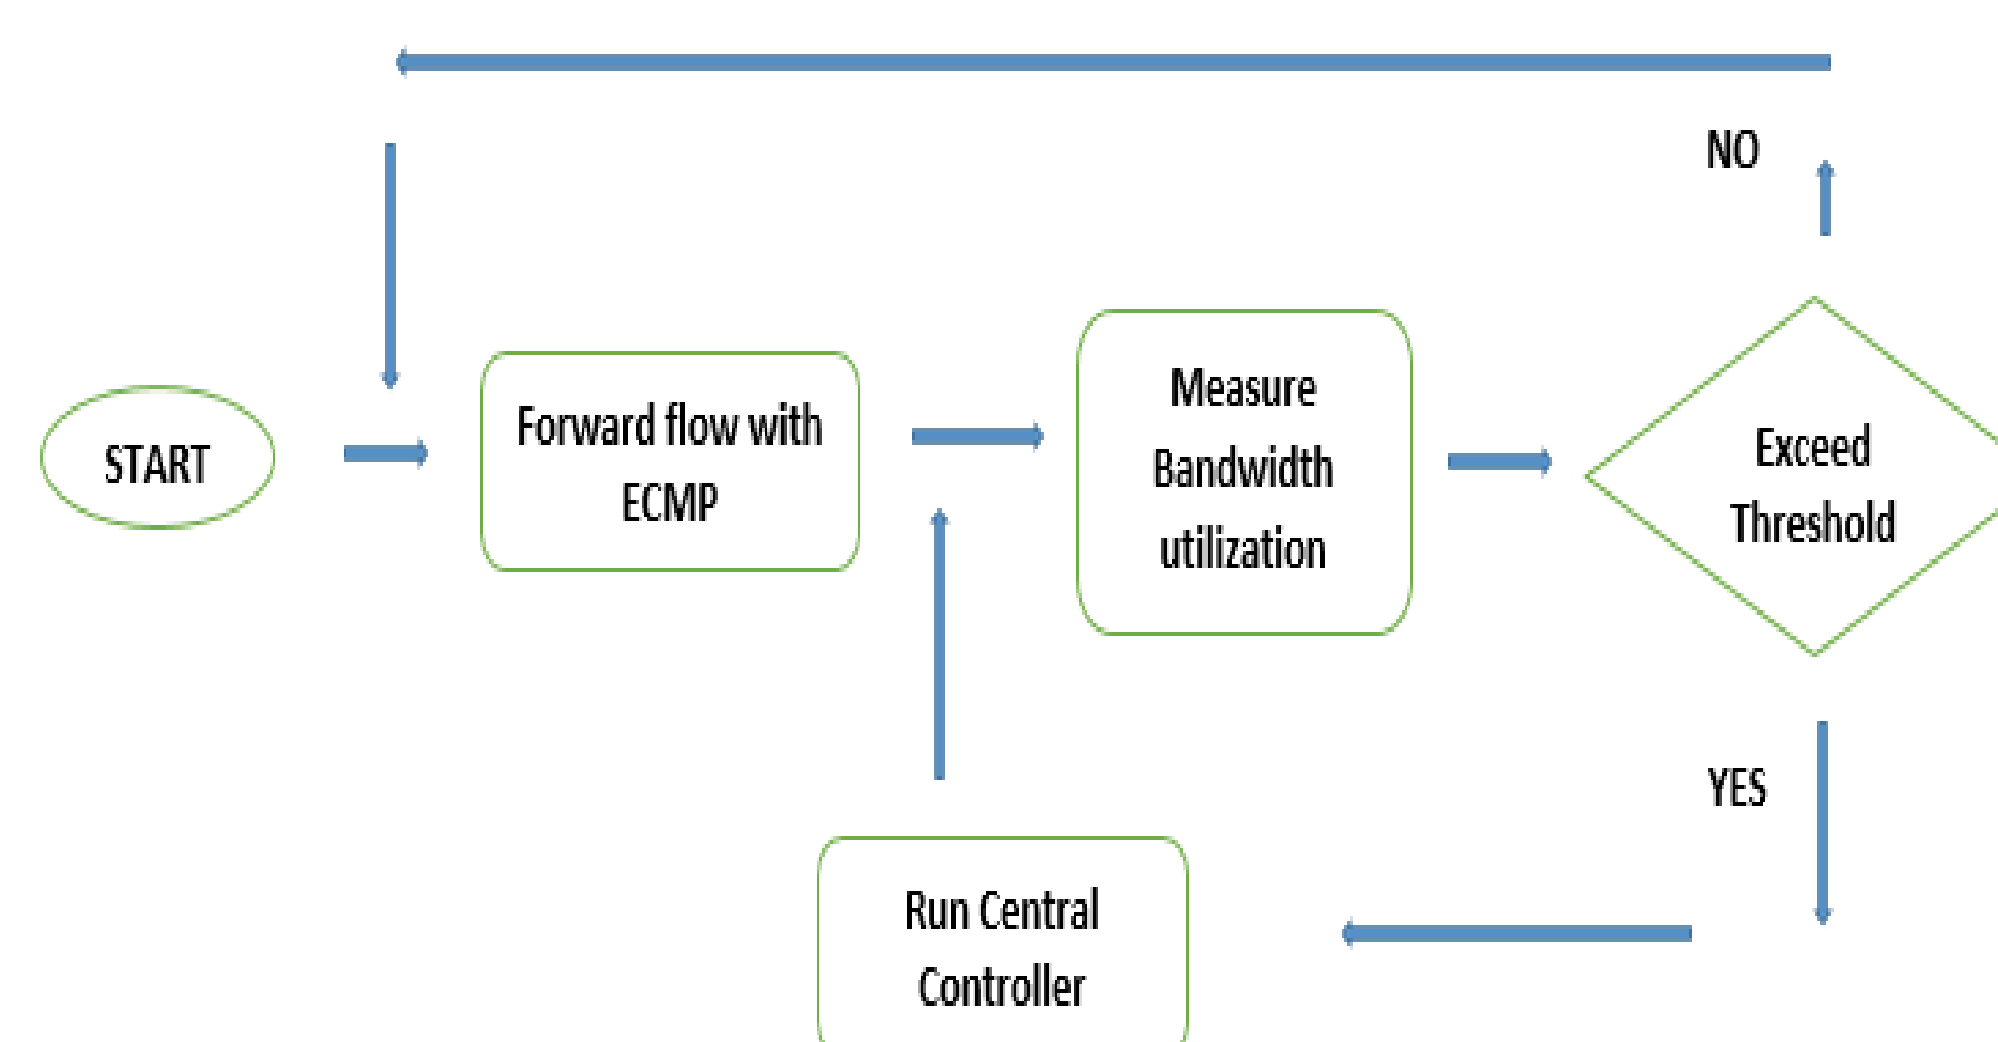 NO
START
Forward flow with
ECMP
Measure
Bandwidth
utilization
Exceed
Threshold
YES
Run Central
Controller